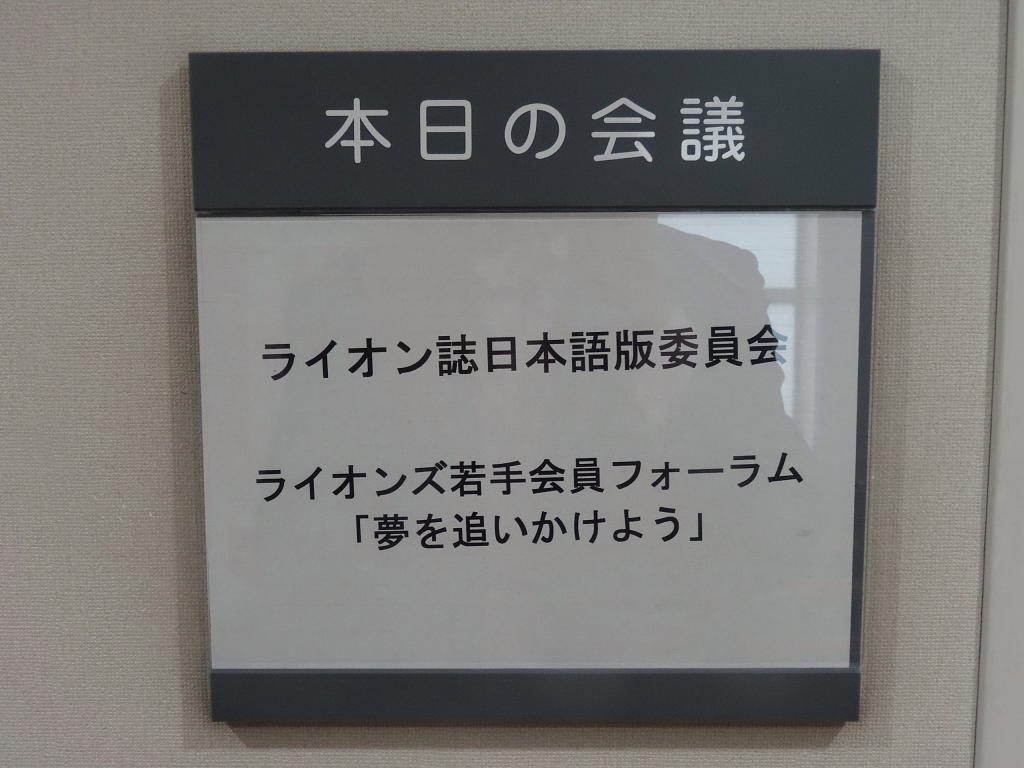 本日の会議
ライオン誌日本語版委員会
ライオンズ若手会員フォーラム
「夢を追いかけよう」